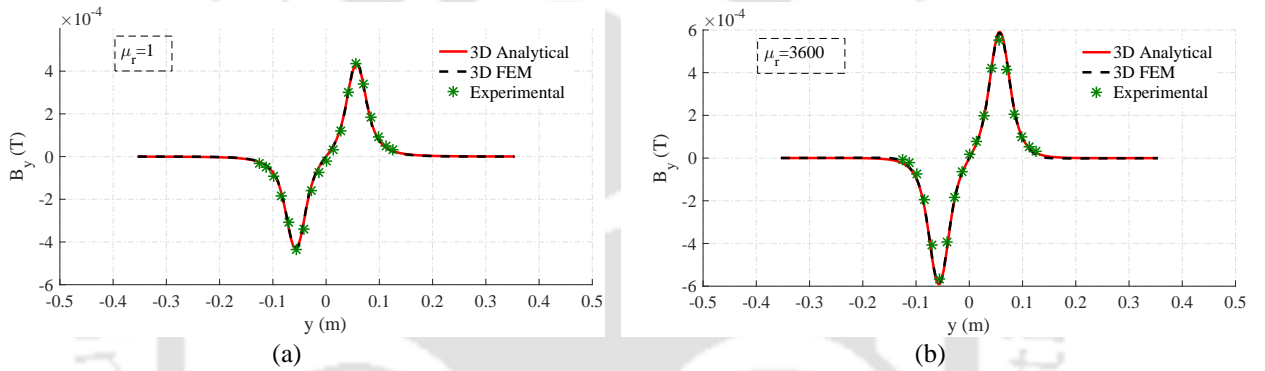 ×10⁻⁴
μᵣ=1
3D Analytical
3D FEM
Experimental
4
2
0
-2
-4
-6
B_y (T)
-0.5 -0.4 -0.3 -0.2 -0.1 0 0.1 0.2 0.3 0.4 0.5
y (m)
(a)
×10⁻⁴
μᵣ=3600
3D Analytical
3D FEM
Experimental
6
4
2
0
-2
-4
-6
B_y (T)
-0.5 -0.4 -0.3 -0.2 -0.1 0 0.1 0.2 0.3 0.4 0.5
y (m)
(b)